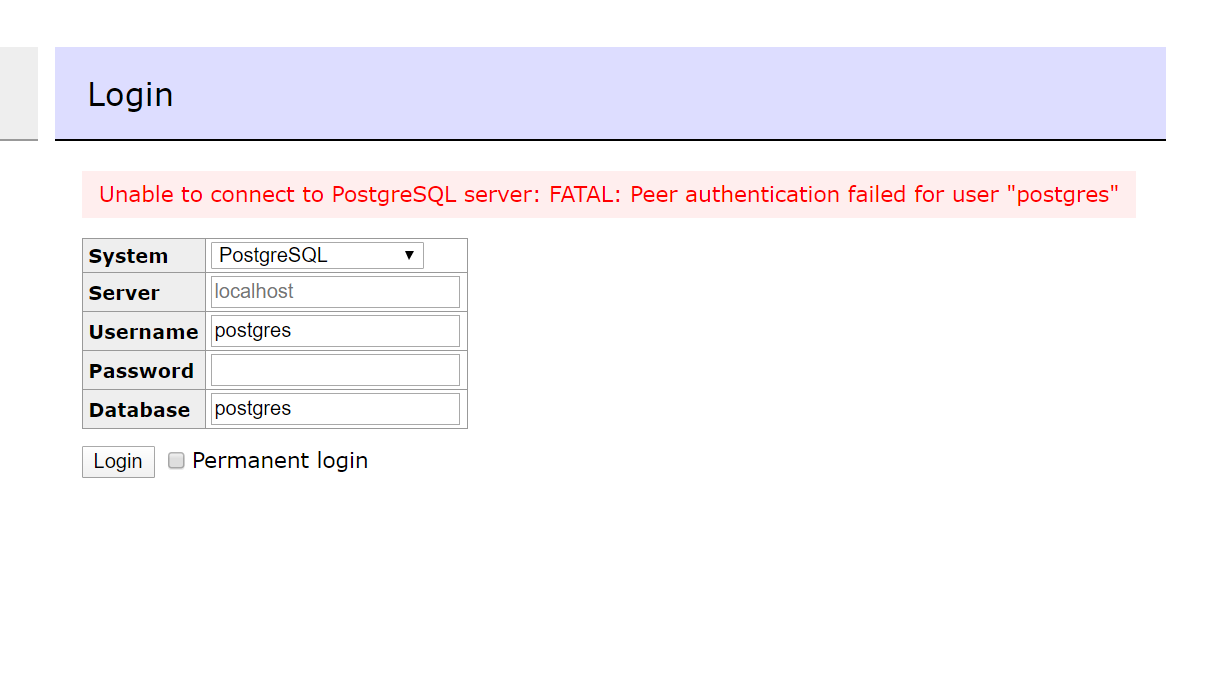 Login
Unable to connect to PostgreSQL server: FATAL: Peer authentication failed for user "postgres"
System PostgreSQL
Server localhost
Username postgres
Password
Database postgres
Login Permanent login